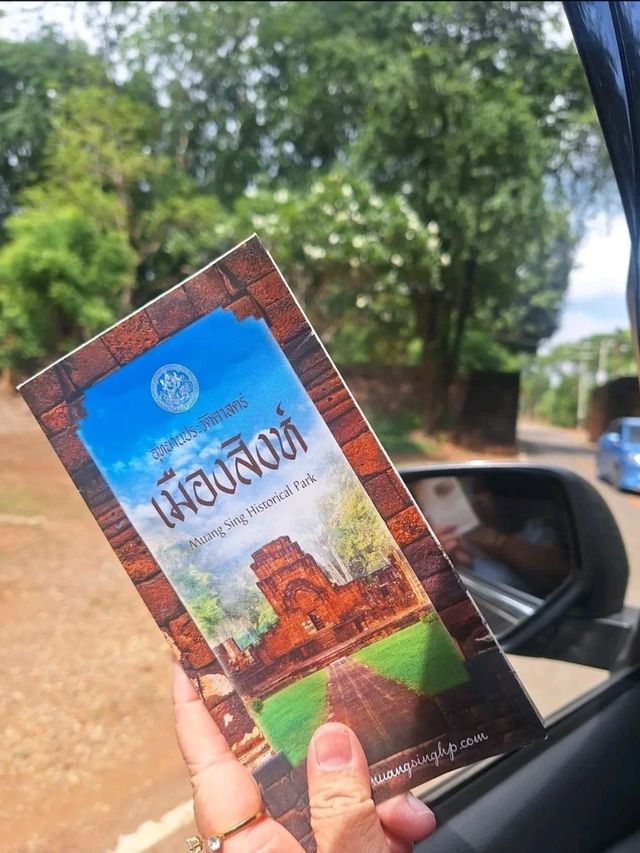 อุทยานประวัติศาสตร์
เมืองสิงห์
Muang Sing Historical Park
muangsinghp.com